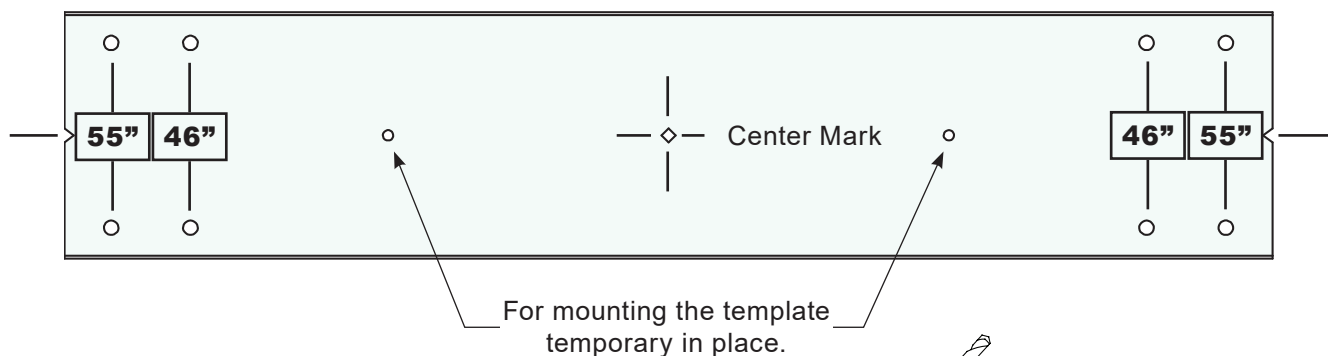 55” 46” Center Mark 46” 55”
For mounting the template
temporary in place.